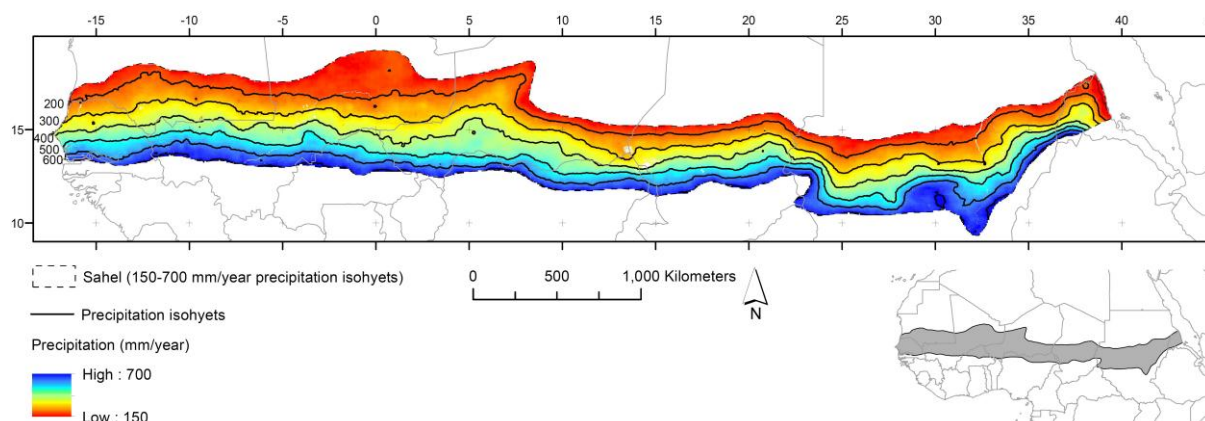 -15 -10 -5 0 5 10 15 20 25 30 35 40
200
300
15
400
500
600
10
Sahel (150-700 mm/year precipitation isohyets)
0 500 1,000 Kilometers
N
Precipitation isohyets
Precipitation (mm/year)
High : 700
Low : 150